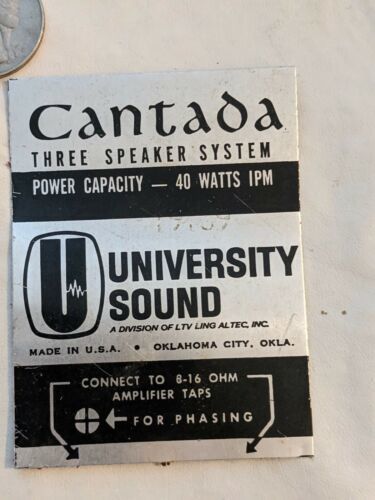 Cantada
THREE SPEAKER SYSTEM
POWER CAPACITY — 40 WATTS IPM
U UNIVERSITY
SOUND
A DIVISION OF LTV LING ALTEC, INC.
MADE IN U.S.A. • OKLAHOMA CITY, OKLA.
CONNECT TO 8-16 OHM
AMPLIFIER TAPS
FOR PHASING